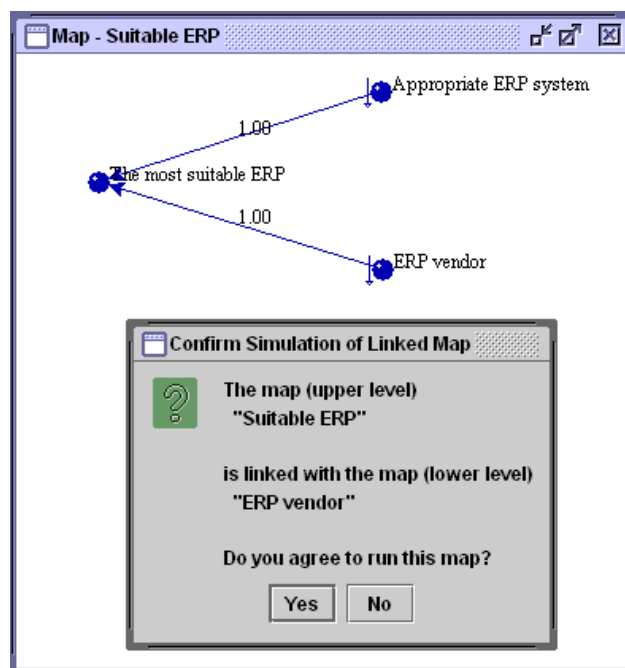 Map - Suitable ERP
Appropriate ERP system
1.00
The most suitable ERP
1.00
ERP vendor
Confirm Simulation of Linked Map
The map (upper level)
"Suitable ERP"
is linked with the map (lower level)
"ERP vendor"
Do you agree to run this map?
Yes No